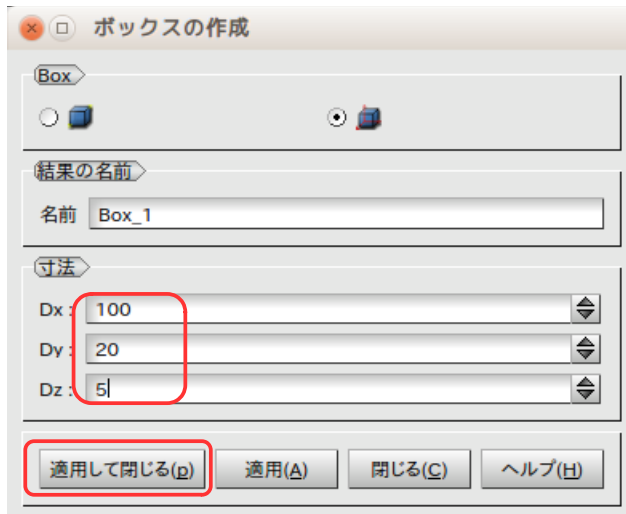 ボックスの作成
Box
結果の名前
名前 Box_1
寸法
Dx : 100
Dy : 20
Dz : 5
適用して閉じる(p) 適用(A) 閉じる(C) ヘルプ(H)